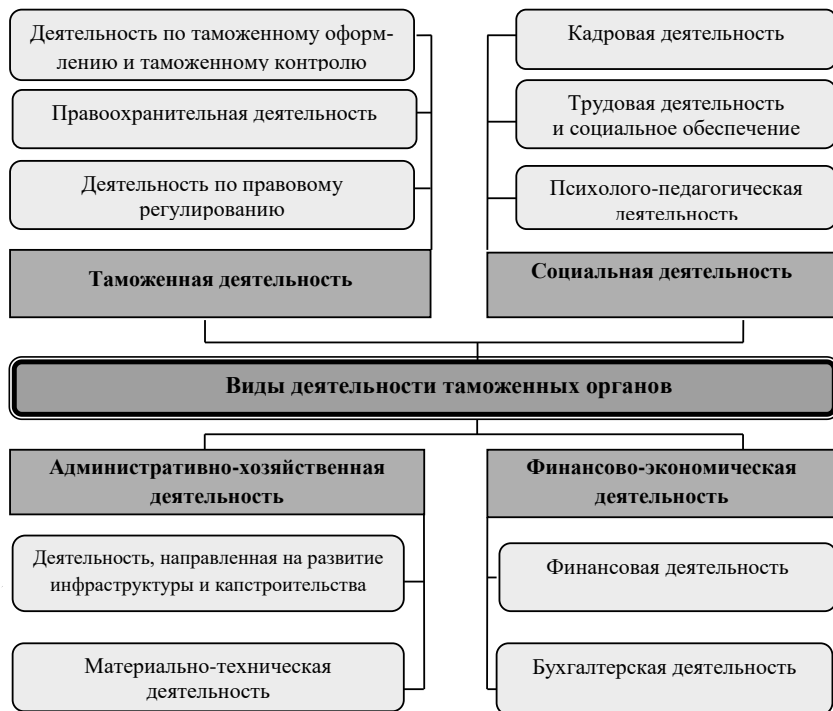 Деятельность по таможенному оформ-
лению и таможенному контролю
Правоохранительная деятельность
Деятельность по правовому
регулированию
Таможенная деятельность
Кадровая деятельность
Трудовая деятельность
и социальное обеспечение
Психолого-педагогическая
деятельность
Социальная деятельность
Виды деятельности таможенных органов
Административно-хозяйственная
деятельность
Деятельность, направленная на развитие
инфраструктуры и капстроительства
Материально-техническая
деятельность
Финансово-экономическая
деятельность
Финансовая деятельность
Бухгалтерская деятельность